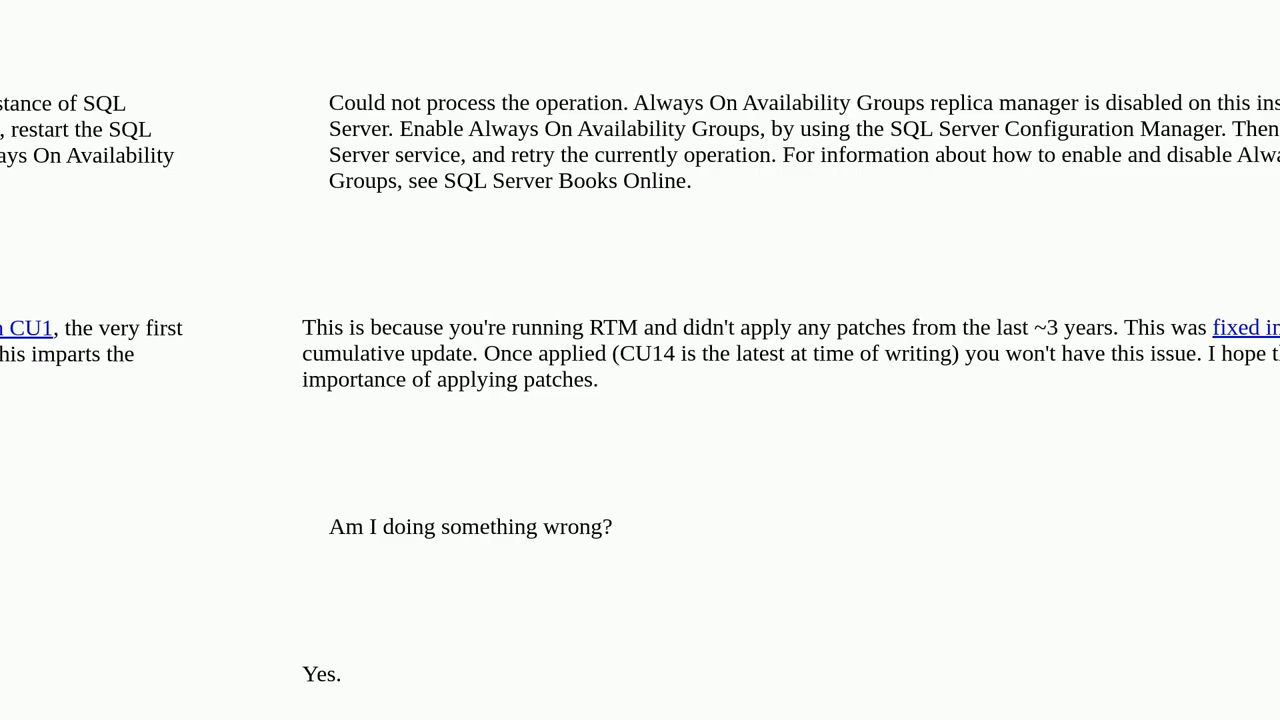 stance of SQL
, restart the SQL
ays On Availability
CU1, the very first
his imparts the
Could not process the operation. Always On Availability Groups replica manager is disabled on this ins
Server. Enable Always On Availability Groups, by using the SQL Server Configuration Manager. Then
Server service, and retry the currently operation. For information about how to enable and disable Alwa
Groups, see SQL Server Books Online.
This is because you're running RTM and didn't apply any patches from the last ~3 years. This was fixed in
cumulative update. Once applied (CU14 is the latest at time of writing) you won't have this issue. I hope t
importance of applying patches.
Am I doing something wrong?
Yes.